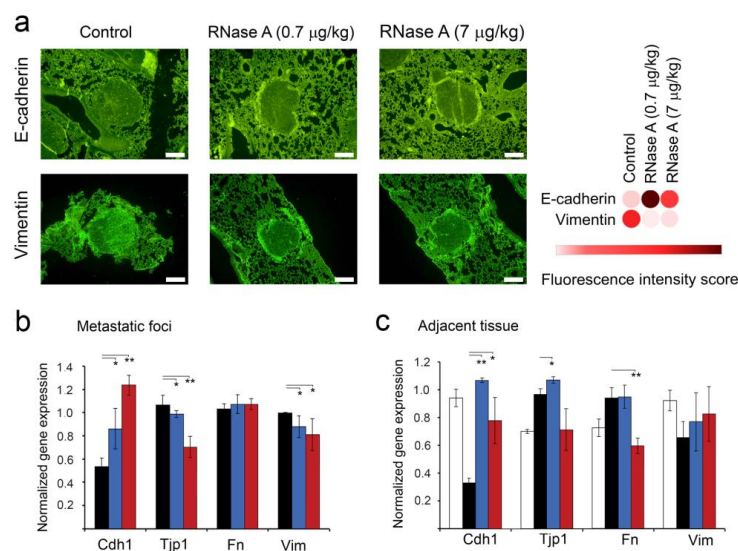 a
Control
RNase A (0.7 µg/kg)
RNase A (7 µg/kg)
E-cadherin
Vimentin
Control
RNase A (0.7 µg/kg)
RNase A (7 µg/kg)
E-cadherin
Vimentin
Fluorescence intensity score
b Metastatic foci
Normalized gene expression
1.4
1.2
1.0
0.8
0.6
0.4
0.2
* ** * ** * *
Cdh1 Tjp1 Fn Vim
c Adjacent tissue
Normalized gene expression
1.2
1.0
0.8
0.6
0.4
0.2
** * * **
Cdh1 Tjp1 Fn Vim